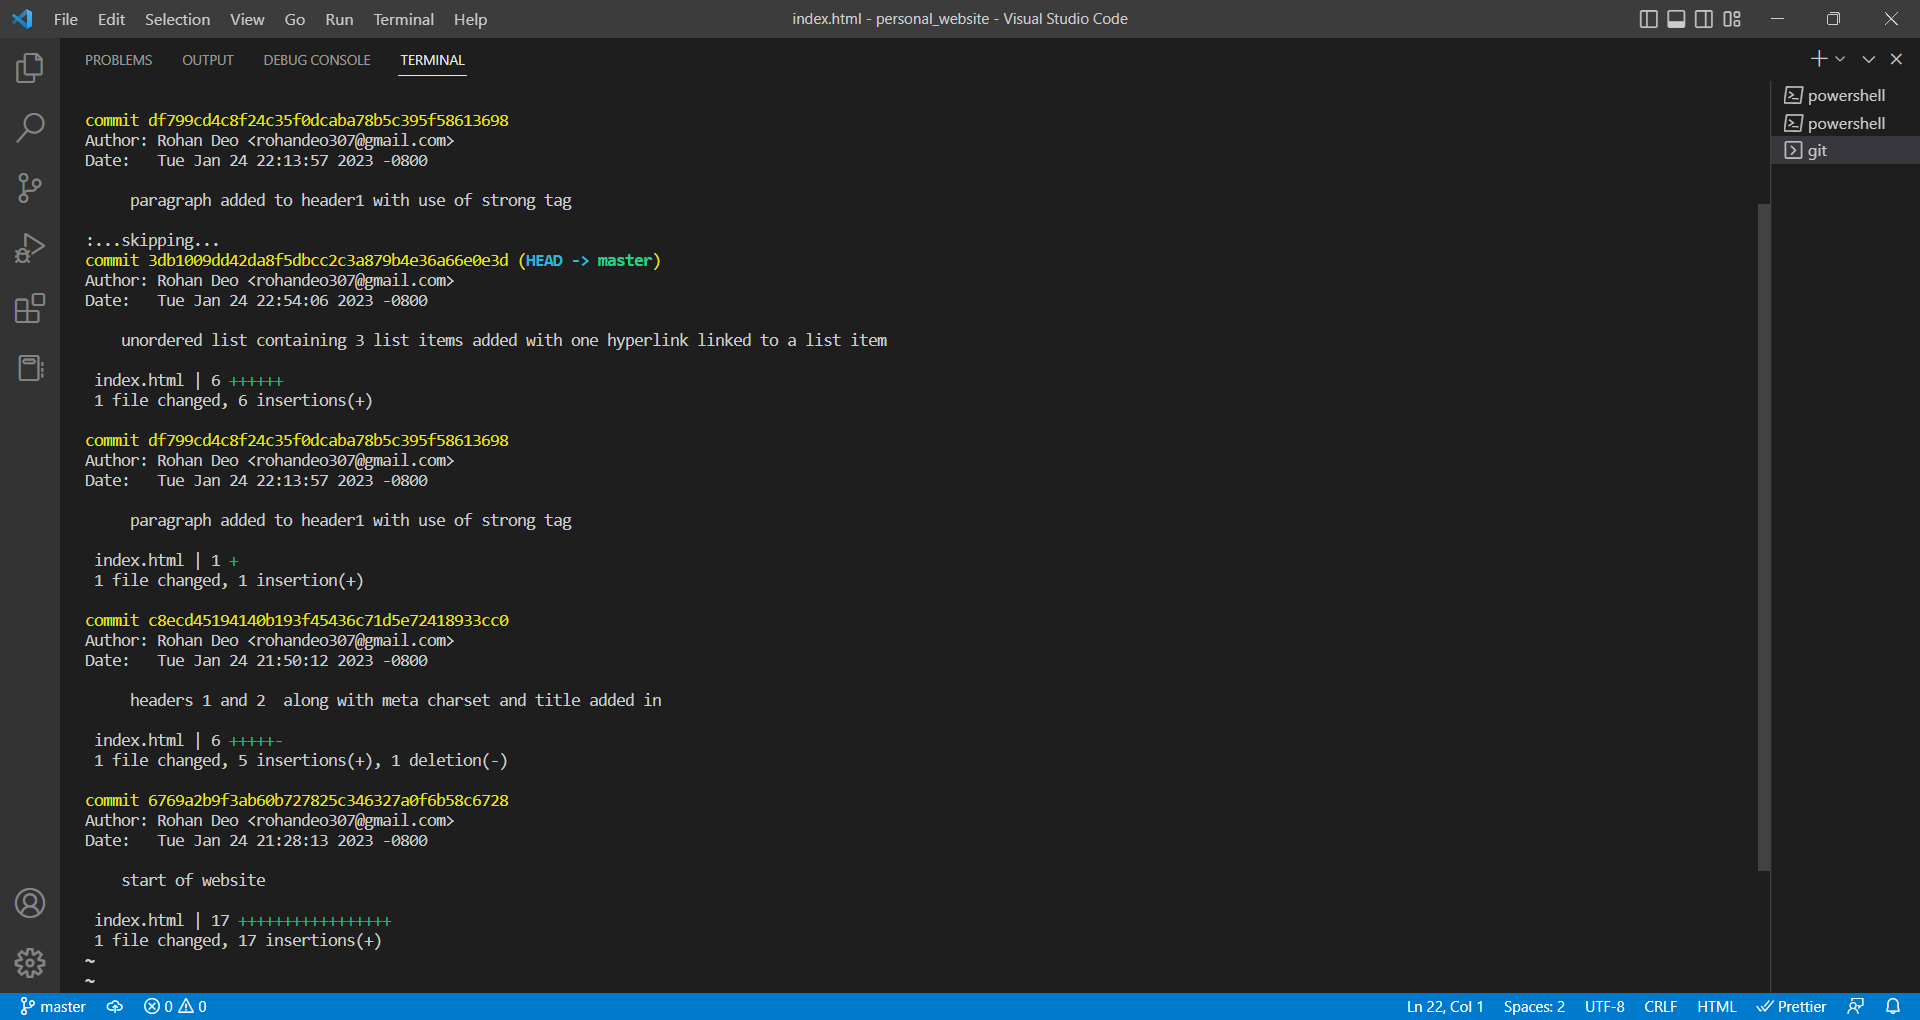 File Edit Selection View Go Run Terminal Help
index.html - personal_website - Visual Studio Code
PROBLEMS OUTPUT DEBUG CONSOLE TERMINAL
powershell
powershell
git
commit df799cd4c8f24c35f0dcaba78b5c395f58613698
Author: Rohan Deo <rohandeo307@gmail.com>
Date:   Tue Jan 24 22:13:57 2023 -0800
paragraph added to header1 with use of strong tag
:...skipping...
commit 3db1009dd42da8f5dbcc2c3a879b4e36a66e0e3d (HEAD -> master)
Author: Rohan Deo <rohandeo307@gmail.com>
Date:   Tue Jan 24 22:54:06 2023 -0800
unordered list containing 3 list items added with one hyperlink linked to a list item
index.html | 6 ++++++
1 file changed, 6 insertions(+)
commit df799cd4c8f24c35f0dcaba78b5c395f58613698
Author: Rohan Deo <rohandeo307@gmail.com>
Date:   Tue Jan 24 22:13:57 2023 -0800
paragraph added to header1 with use of strong tag
index.html | 1 +
1 file changed, 1 insertion(+)
commit c8ecd45194140b193f45436c71d5e72418933cc0
Author: Rohan Deo <rohandeo307@gmail.com>
Date:   Tue Jan 24 21:50:12 2023 -0800
headers 1 and 2  along with meta charset and title added in
index.html | 6 +++++-
1 file changed, 5 insertions(+), 1 deletion(-)
commit 6769a2b9f3ab60b727825c346327a0f6b58c6728
Author: Rohan Deo <rohandeo307@gmail.com>
Date:   Tue Jan 24 21:28:13 2023 -0800
start of website
index.html | 17 +++++++++++++++++
1 file changed, 17 insertions(+)
~
~
master 0 0 Ln 22, Col 1 Spaces: 2 UTF-8 CRLF HTML Prettier